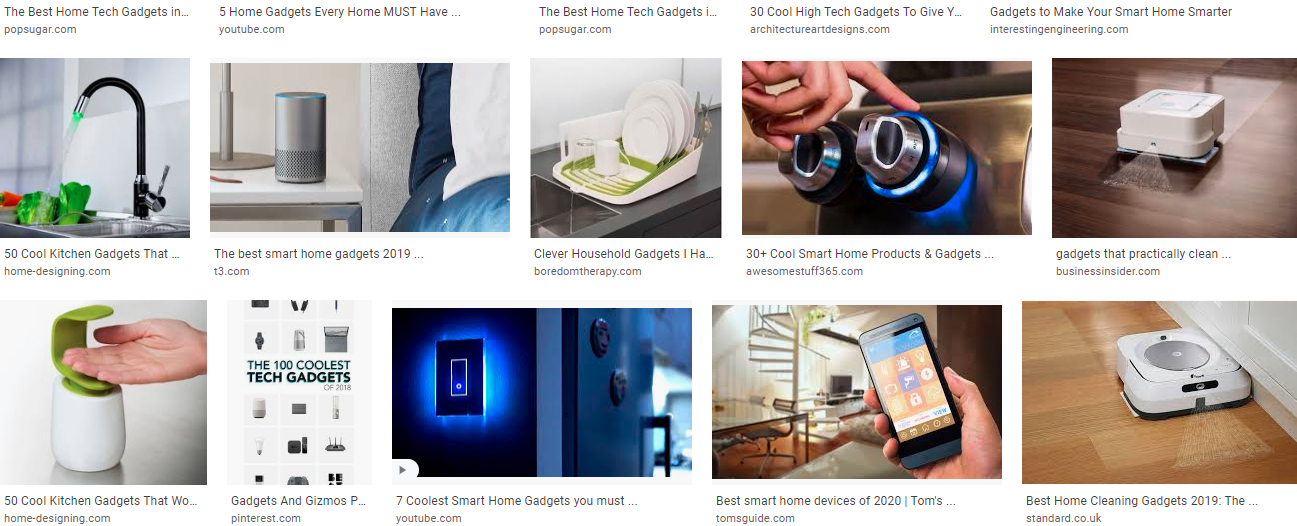 The Best Home Tech Gadgets in...
5 Home Gadgets Every Home MUST Have ...
The Best Home Tech Gadgets i...
30 Cool High Tech Gadgets To Give Y...
Gadgets to Make Your Smart Home Smarter
popsugar.com
youtube.com
popsugar.com
architectureartdesigns.com
interestingengineering.com
50 Cool Kitchen Gadgets That ...
The best smart home gadgets 2019 ...
Clever Household Gadgets I Ha...
30+ Cool Smart Home Products & Gadgets ...
gadgets that practically clean ...
home-designing.com
t3.com
boredomtherapy.com
awesomestuff365.com
businessinsider.com
THE 100 COOLEST
TECH GADGETS
OF 2018
VIEW
50 Cool Kitchen Gadgets That Wo...
Gadgets And Gizmos P...
7 Coolest Smart Home Gadgets you must ...
Best smart home devices of 2020 | Tom's ...
Best Home Cleaning Gadgets 2019: The ...
home-designing.com
pinterest.com
youtube.com
tomsguide.com
standard.co.uk